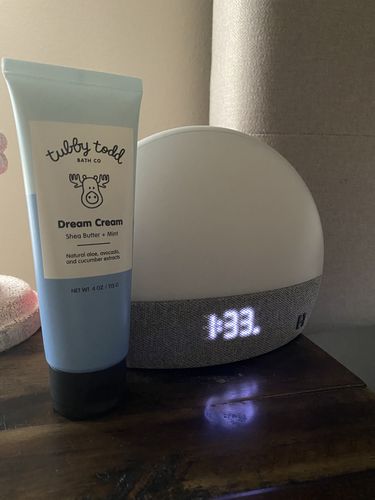 tubby todd
BATH CO
Dream Cream
Shea Butter + Mint
Natural aloe, avocado,
and cucumber extracts
NET WT. 4 OZ / 113 G
1:33